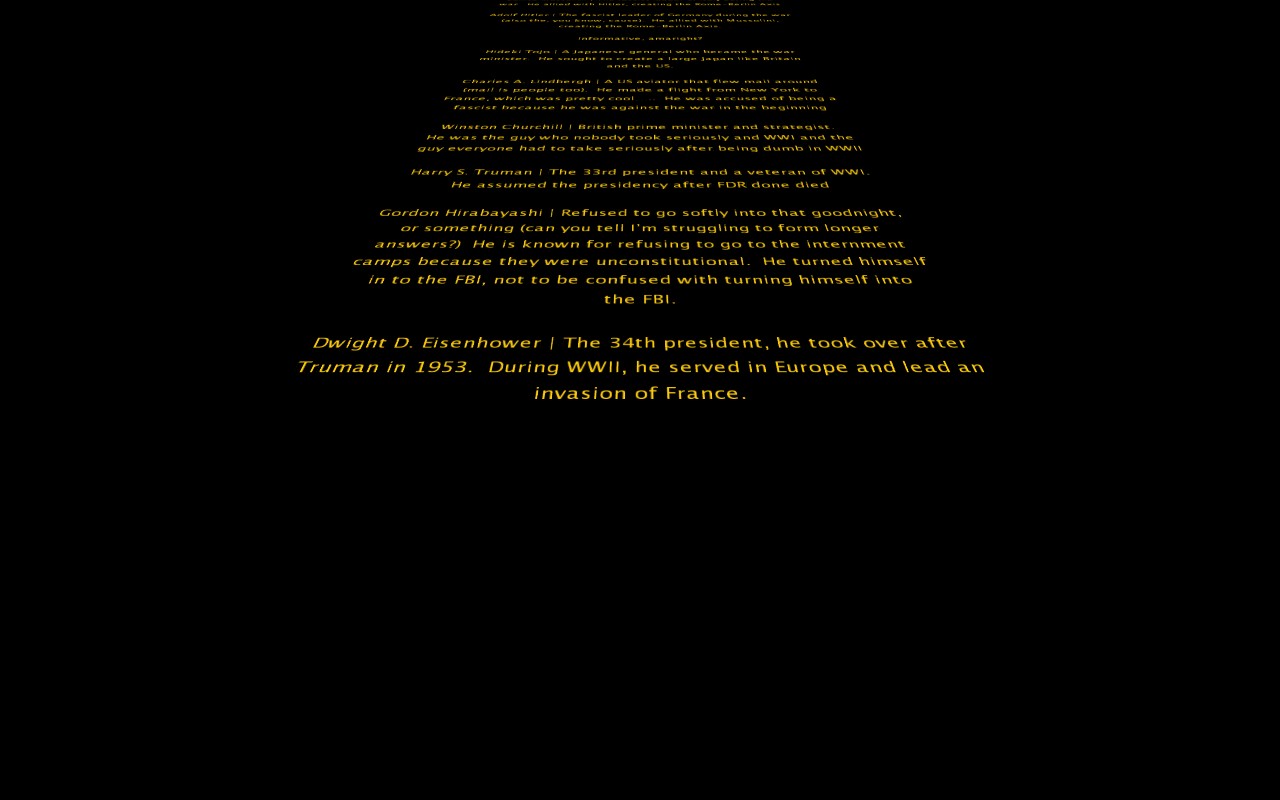 war. He allied with Hitler, creating the Rome-Berlin Axis
Adolf Hitler | The fascist leader of Germany during the war
(also the, you know, cause). He allied with Mussolini,
creating the Rome-Berlin Axis.
Informative, amaright?
Hideki Tojo | A Japanese general who became the war
minister. He sought to create a large Japan like Britain
and the US.
Charles A. Lindbergh | A US aviator that flew mail around
(mail is people too). He made a flight from New York to
France, which was pretty cool ... He was accused of being a
fascist because he was against the war in the beginning
Winston Churchill | British prime minister and strategist.
He was the guy who nobody took seriously and WWI and the
guy everyone had to take seriously after being dumb in WWII
Harry S. Truman | The 33rd president and a veteran of WWI.
He assumed the presidency after FDR done died
Gordon Hirabayashi | Refused to go softly into that goodnight,
or something (can you tell I'm struggling to form longer
answers?) He is known for refusing to go to the internment
camps because they were unconstitutional. He turned himself
in to the FBI, not to be confused with turning himself into
the FBI.
Dwight D. Eisenhower | The 34th president, he took over after
Truman in 1953. During WWII, he served in Europe and lead an
invasion of France.